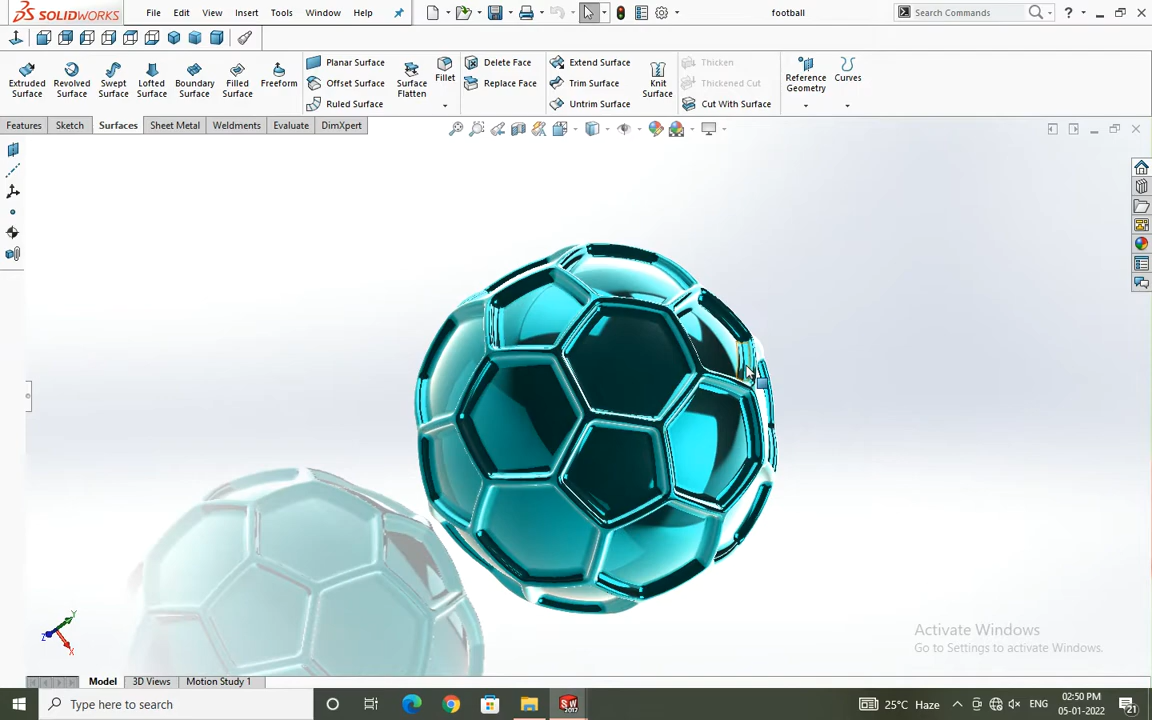 SOLIDWORKS File Edit View Insert Tools Window Help football Search Commands ?
Extruded Surface
Revolved Surface
Swept Surface
Lofted Surface
Boundary Surface
Filled Surface
Freeform
Planar Surface
Offset Surface
Ruled Surface
Surface Flatten
Fillet
Delete Face
Replace Face
Extend Surface
Trim Surface
Untrim Surface
Knit Surface
Thicken
Thickened Cut
Cut With Surface
Reference Geometry
Curves
Features Sketch Surfaces Sheet Metal Weldments Evaluate DimXpert
Y
Z
X
Activate Windows
Go to Settings to activate Windows.
Model 3D Views Motion Study 1
Type here to search
SW
2017
25°C Haze ENG
02:50 PM
05-01-2022
21